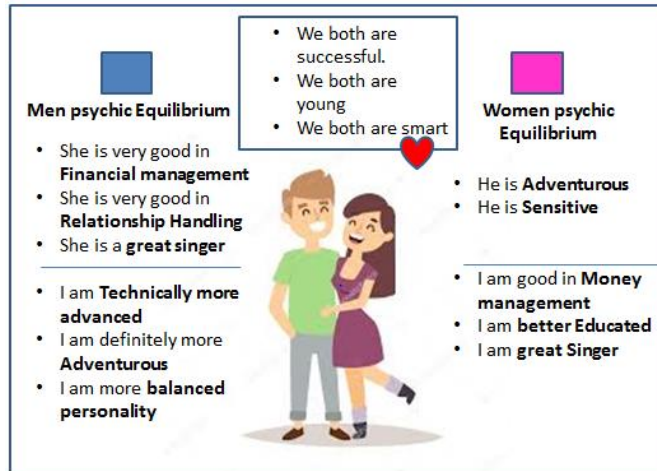 • We both are
successful.
• We both are
young
• We both are smart
Men psychic Equilibrium
• She is very good in
Financial management
• She is very good in
Relationship Handling
• She is a great singer
• I am Technically more
advanced
• I am definitely more
Adventurous
• I am more balanced
personality
Women psychic
Equilibrium
• He is Adventurous
• He is Sensitive
• I am good in Money
management
• I am better Educated
• I am great Singer